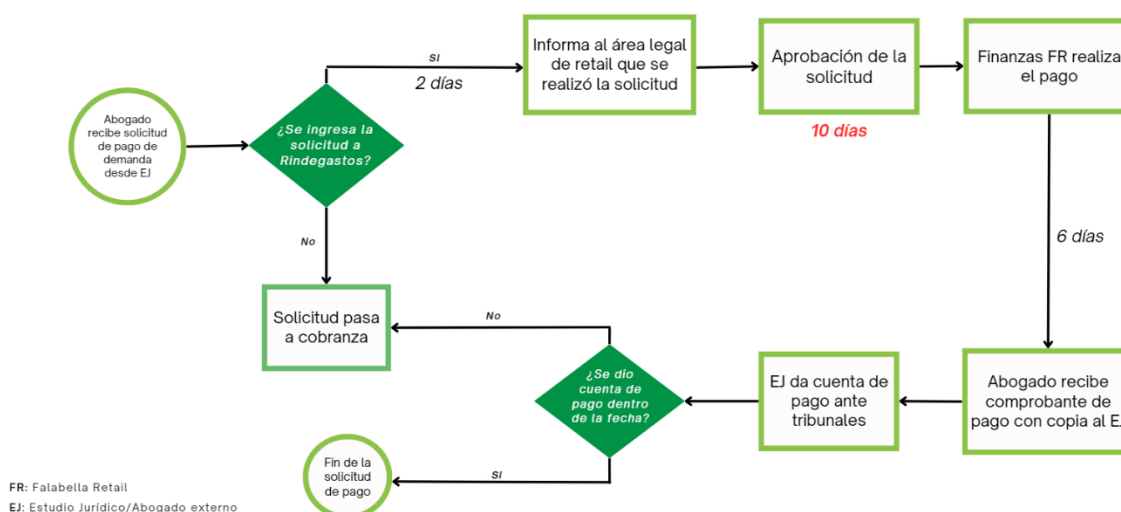 Abogado
recibe solicitud
de pago de
demanda
desde EJ
¿Se ingresa la
solicitud a
Rindegastos?
SI
2 días
Informa al área legal
de retail que se
realizó la solicitud
Aprobación de la
solicitud
10 días
Finanzas FR realiza
el pago
6 días
Abogado recibe
comprobante de
pago con copia al
EJ da cuenta de
pago ante
tribunales
¿Se dio
cuenta de
pago dentro
de la fecha?
No
Solicitud pasa
a cobranza
No
SI
Fin de la
solicitud
de pago
FR: Falabella Retail
EJ: Estudio Jurídico/Abogado externo